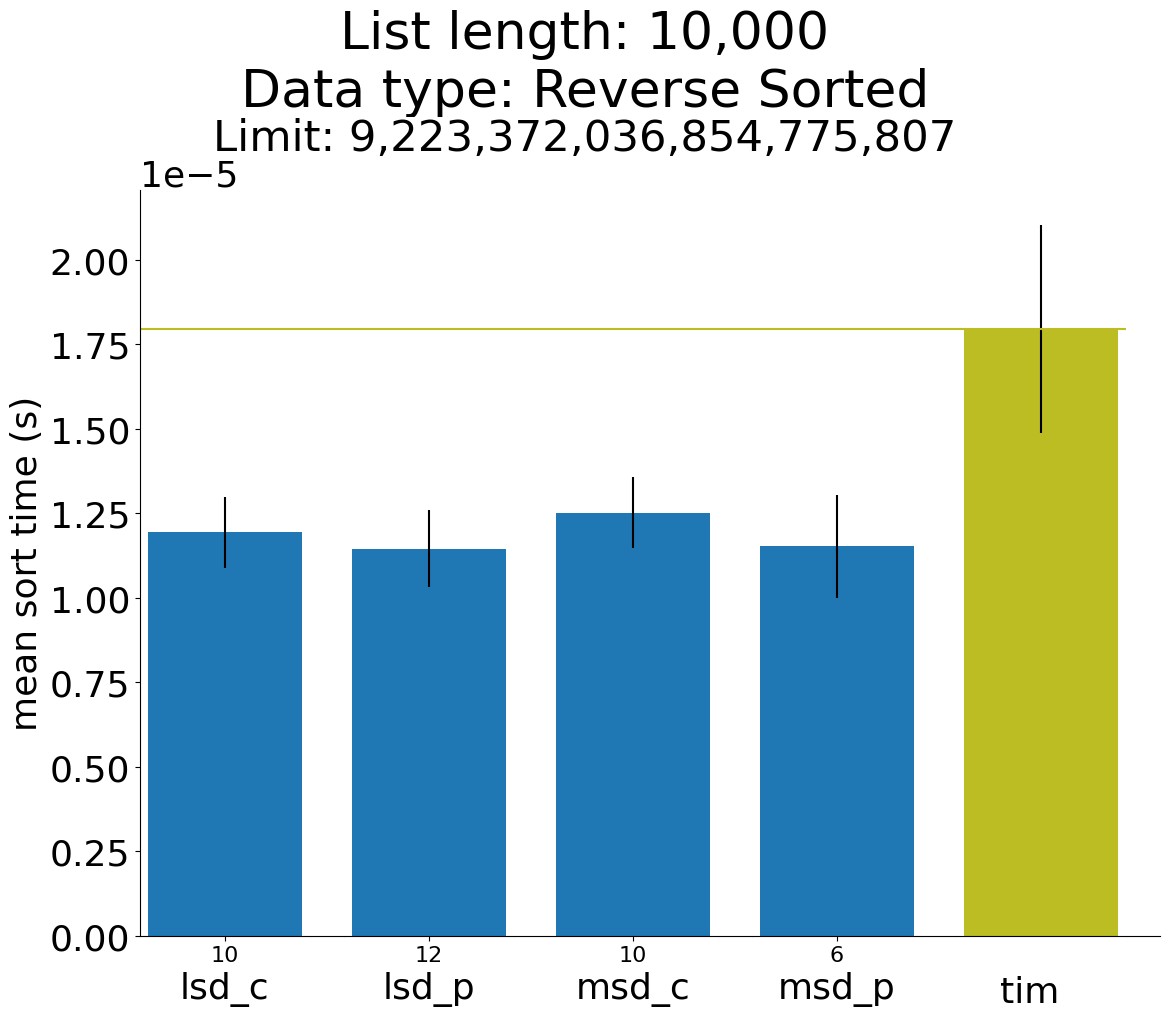 List length: 10,000
Data type: Reverse Sorted
Limit: 9,223,372,036,854,775,807
1e−5
2.00
1.75
1.50
1.25
1.00
0.75
0.50
0.25
0.00
mean sort time (s)
10 12 10 6
lsd_c lsd_p msd_c msd_p tim